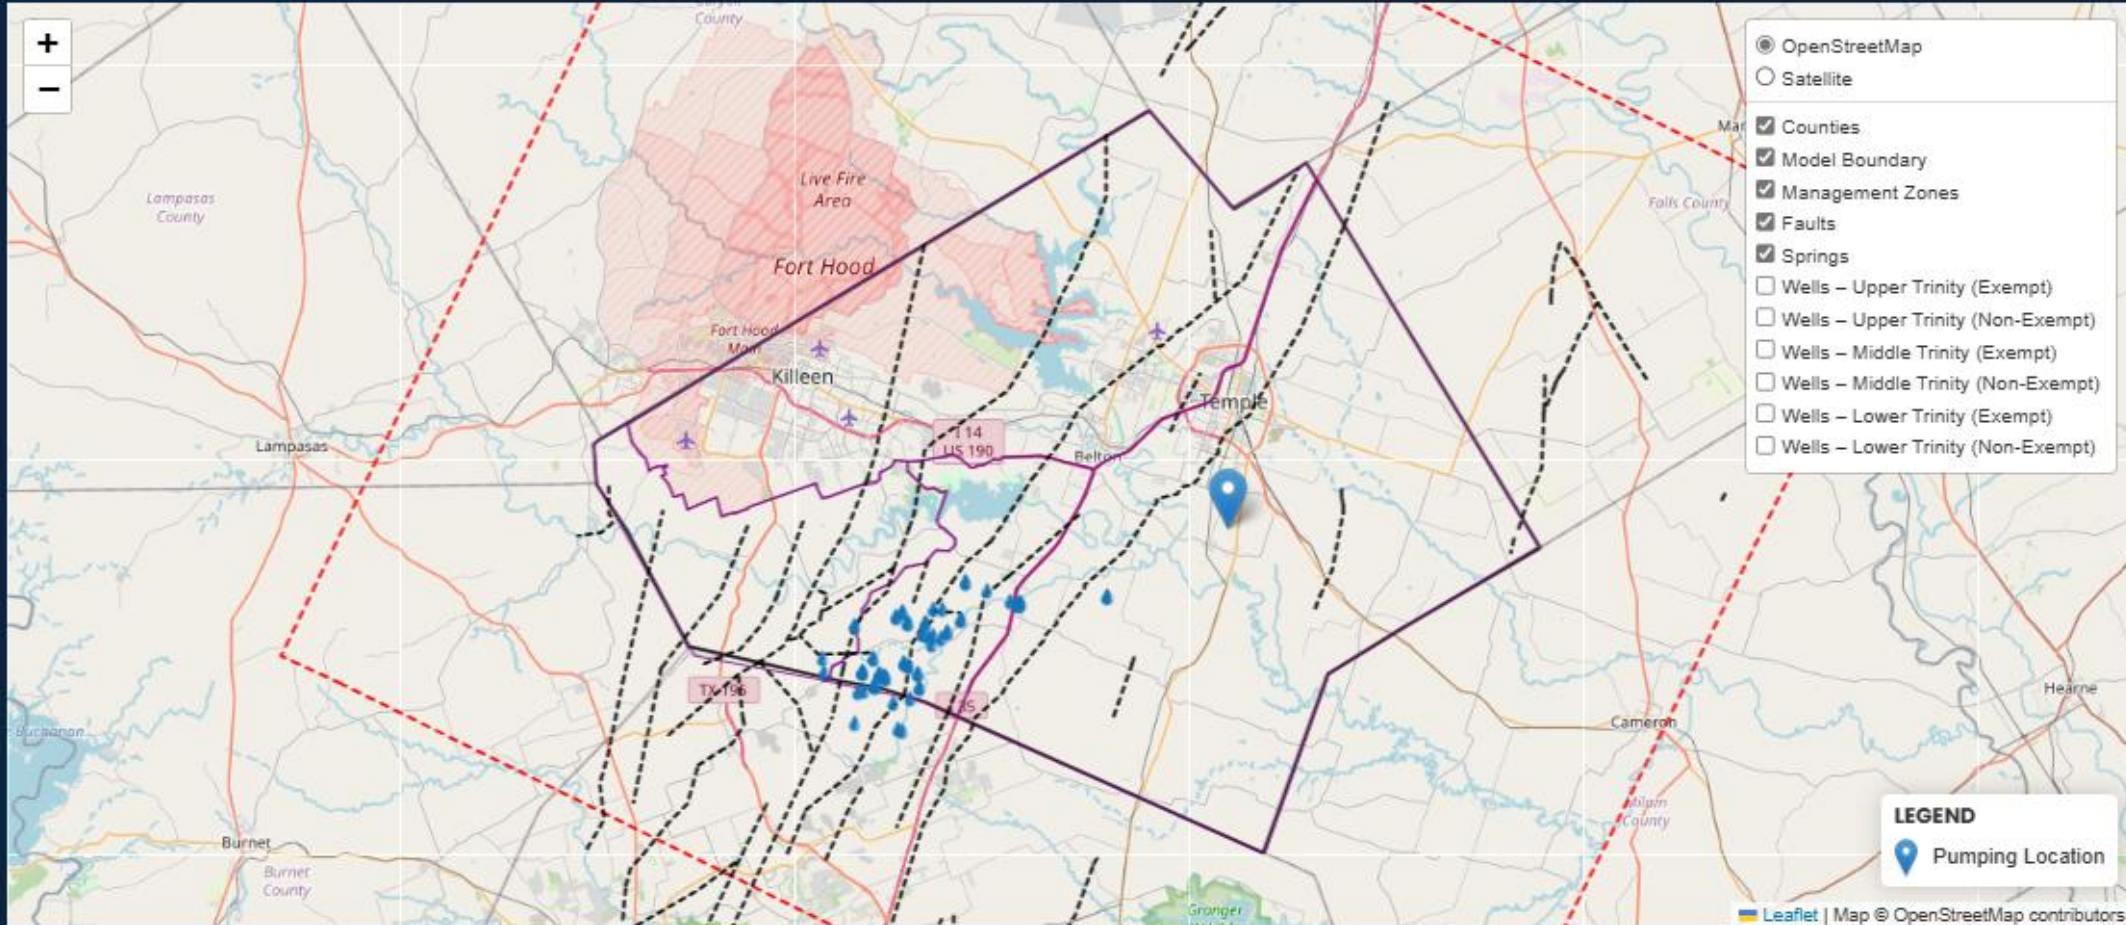 +
−
County
Lampasas
County
Live Fire
Area
Fort Hood
Fort Hood
Main
Killeen
I 14
US 190
Temple
Belton
Lampasas
Falls County
TX 195
35
Cameron
Hearne
Milam
County
Buchanan
Burnet
Burnet
County
Granger
OpenStreetMap
Satellite
Counties
Model Boundary
Management Zones
Faults
Springs
Wells – Upper Trinity (Exempt)
Wells – Upper Trinity (Non-Exempt)
Wells – Middle Trinity (Exempt)
Wells – Middle Trinity (Non-Exempt)
Wells – Lower Trinity (Exempt)
Wells – Lower Trinity (Non-Exempt)
LEGEND
Pumping Location
Leaflet | Map © OpenStreetMap contributors